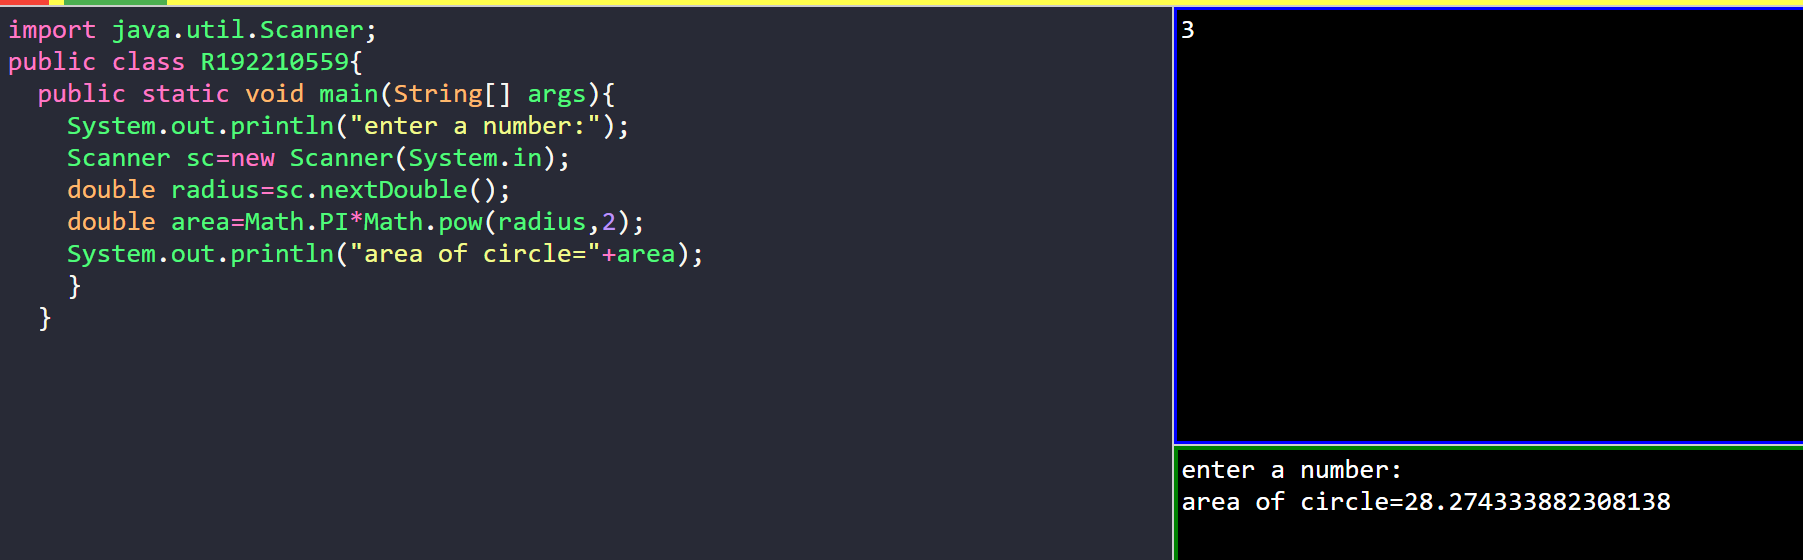 import java.util.Scanner;
public class R192210559{
  public static void main(String[] args){
    System.out.println("enter a number:");
    Scanner sc=new Scanner(System.in);
    double radius=sc.nextDouble();
    double area=Math.PI*Math.pow(radius,2);
    System.out.println("area of circle="+area);
    }
  }
3
enter a number:
area of circle=28.274333882308138